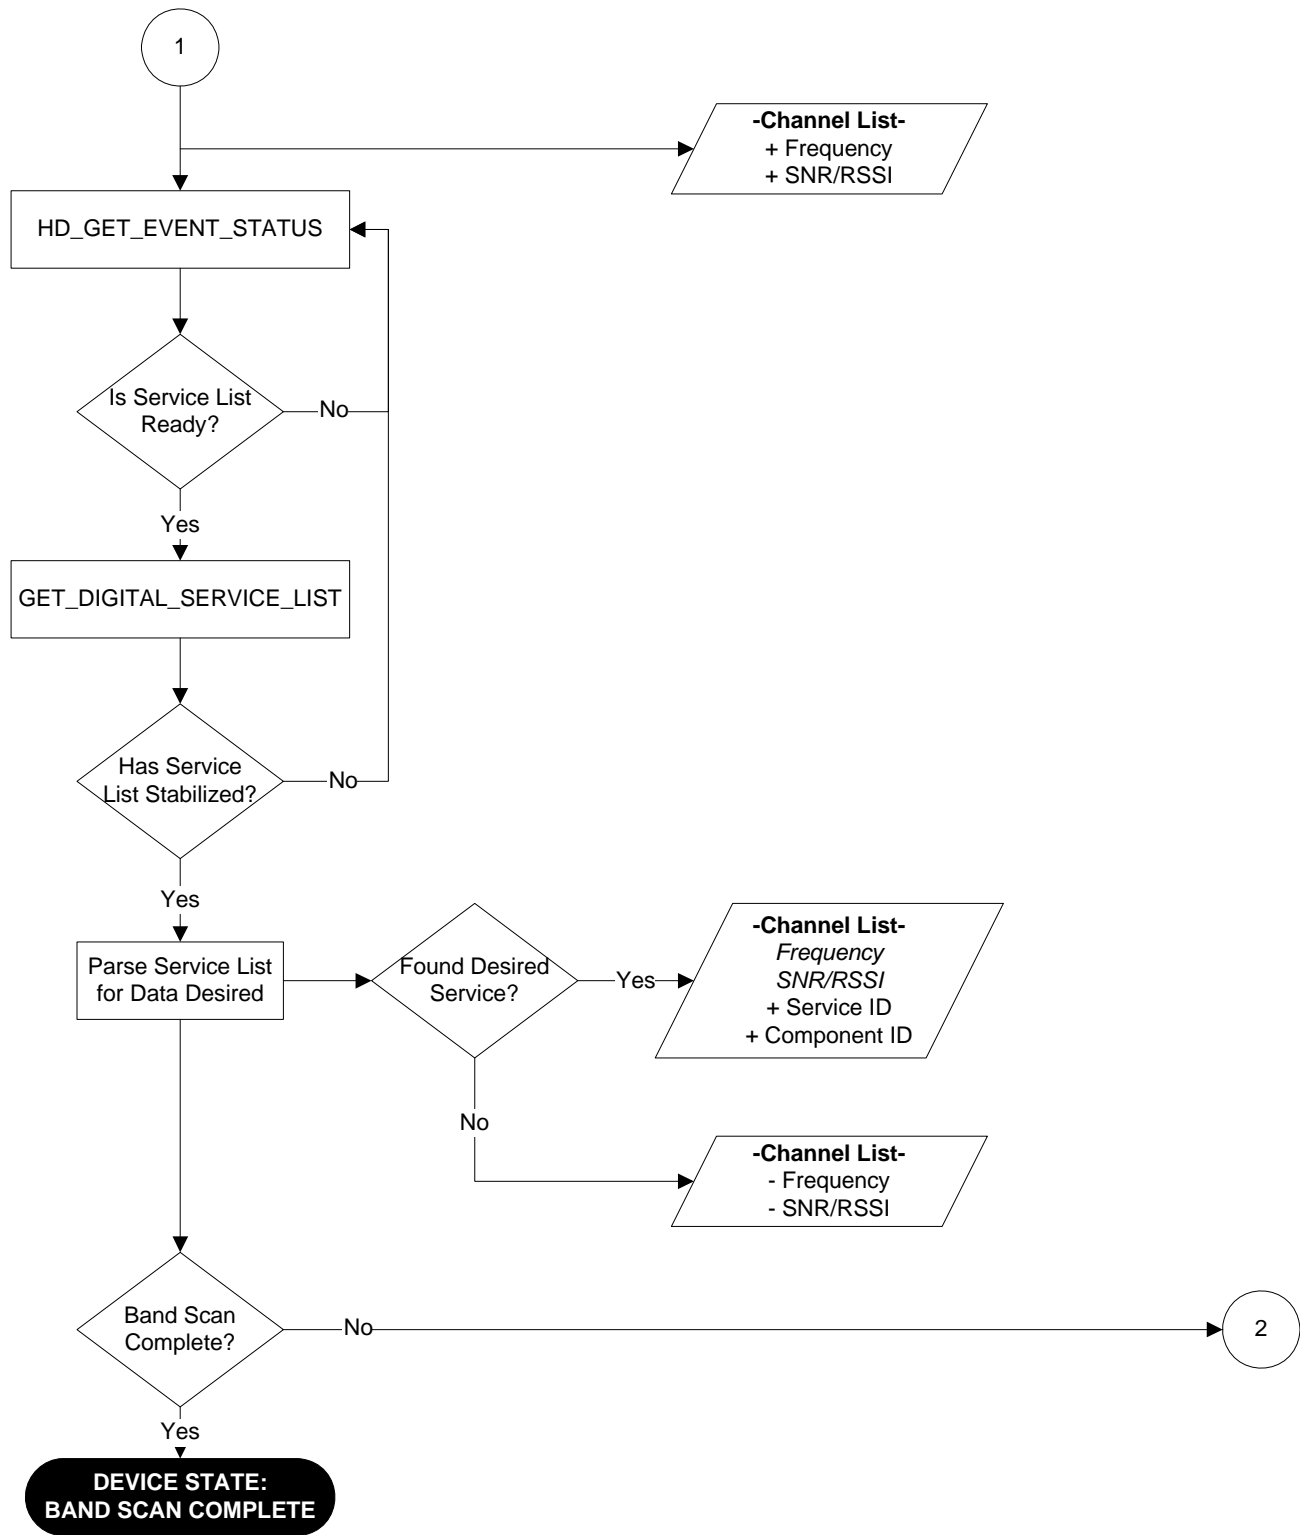 1
-Channel List-
+ Frequency
+ SNR/RSSI
HD_GET_EVENT_STATUS
Is Service List
Ready?
No
Yes
GET_DIGITAL_SERVICE_LIST
Has Service
List Stabilized?
No
Yes
Parse Service List
for Data Desired
Found Desired
Service?
Yes
-Channel List-
Frequency
SNR/RSSI
+ Service ID
+ Component ID
No
-Channel List-
- Frequency
- SNR/RSSI
Band Scan
Complete?
No
2
Yes
DEVICE STATE:
BAND SCAN COMPLETE